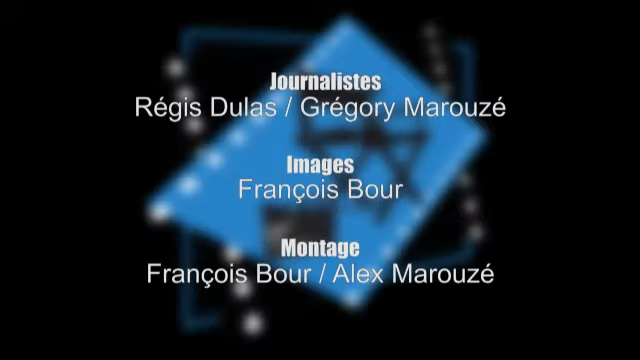 Journalistes
Régis Dulas / Grégory Marouzé
Images
François Bour
Montage
François Bour / Alex Marouzé